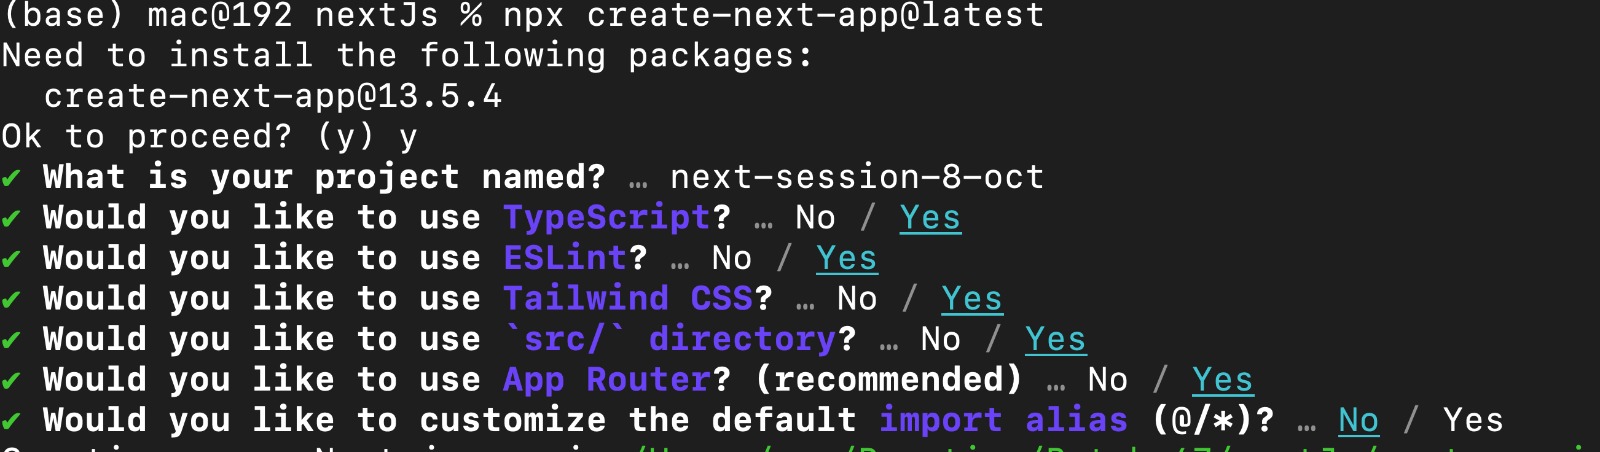 (base) mac@192 nextJs % npx create-next-app@latest
Need to install the following packages:
  create-next-app@13.5.4
Ok to proceed? (y) y
✔ What is your project named? … next-session-8-oct
✔ Would you like to use TypeScript? … No / Yes
✔ Would you like to use ESLint? … No / Yes
✔ Would you like to use Tailwind CSS? … No / Yes
✔ Would you like to use `src/` directory? … No / Yes
✔ Would you like to use App Router? (recommended) … No / Yes
✔ Would you like to customize the default import alias (@/*)? … No / Yes